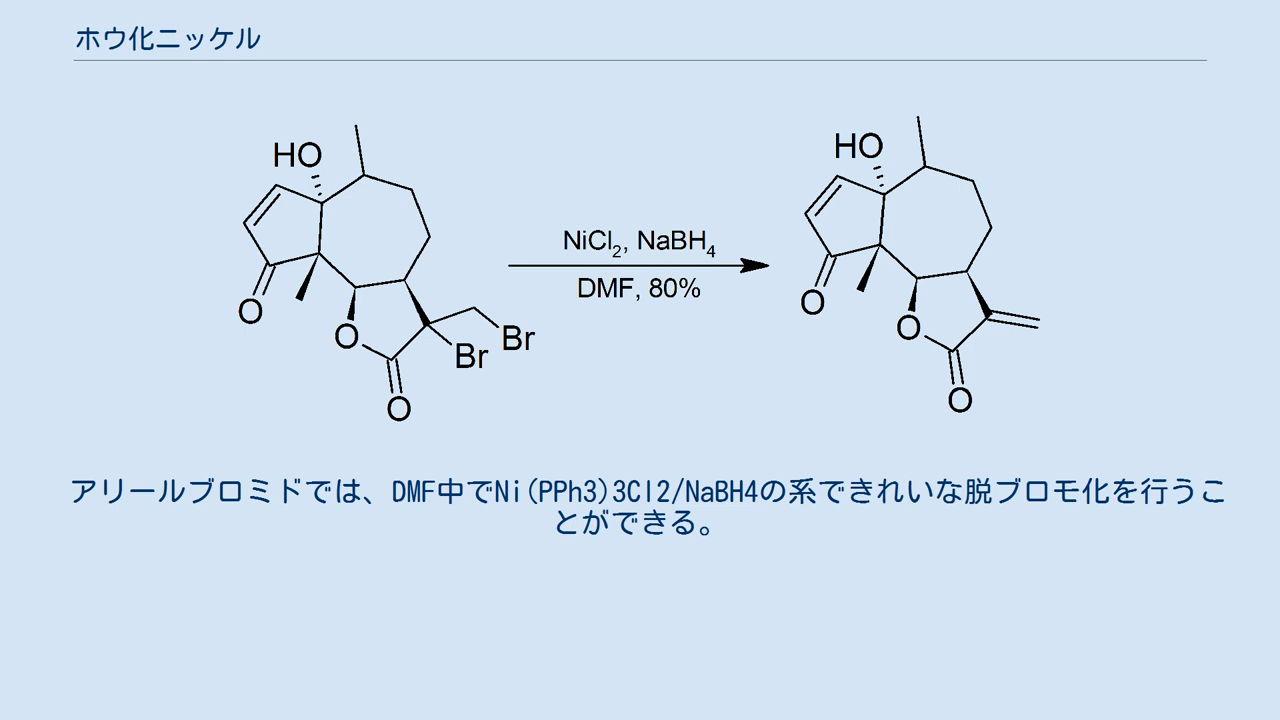 ホウ化ニッケル
HO
O
O
O
Br
Br
NiCl2, NaBH4
DMF, 80%
HO
O
O
O
アリールブロミドでは、DMF中でNi(PPh3)3Cl2/NaBH4の系できれいな脱ブロモ化を行うこ
とができる。